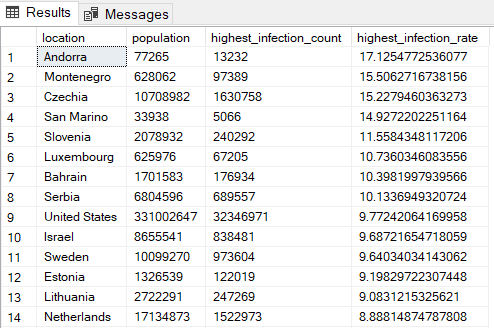 Results Messages
location population highest_infection_count highest_infection_rate
1 Andorra 77265 13232 17.1254772536077
2 Montenegro 628062 97389 15.5062716738156
3 Czechia 10708982 1630758 15.2279460363273
4 San Marino 33938 5066 14.9272202251164
5 Slovenia 2078932 240292 11.5584348117206
6 Luxembourg 625976 67205 10.7360346083556
7 Bahrain 1701583 176934 10.3981997939566
8 Serbia 6804596 689557 10.1336949320724
9 United States 331002647 32346971 9.77242064169958
10 Israel 8655541 838481 9.68721654718059
11 Sweden 10099270 973604 9.64034034143062
12 Estonia 1326539 122019 9.19829722307448
13 Lithuania 2722291 247269 9.0831215325621
14 Netherlands 17134873 1522973 8.88814874787808